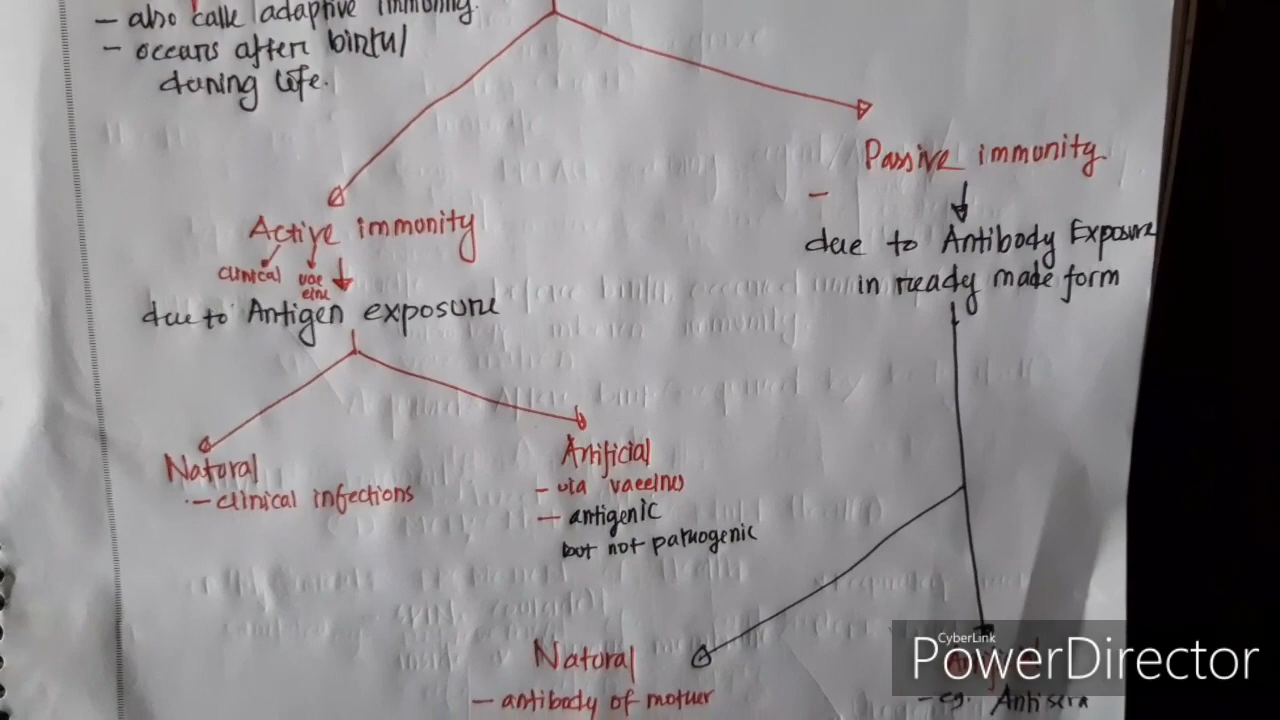 - also calle adaptive immunity.
- occurs after birth/
during life.
Passive immunity.
-
Active immunity
clinical vaccine
due to Antibody Exposure
in ready made form
due to Antigen exposure
Natural
- clinical infections
Artificial
- via vaccines
- antigenic
but not pathogenic
Natural
- antibody of mother
- eg. Antisera
CyberLink
PowerDirector